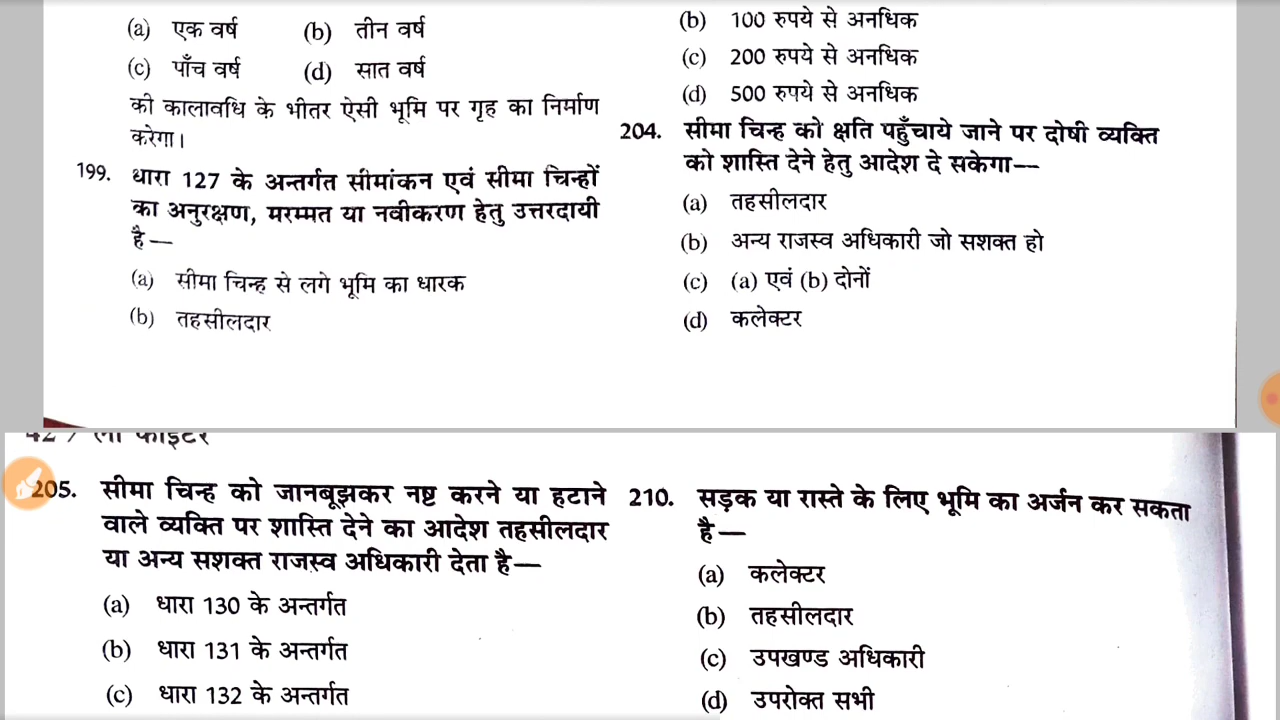 (a) एक वर्ष (b) तीन वर्ष
(c) पाँच वर्ष (d) सात वर्ष
की कालावधि के भीतर ऐसी भूमि पर गृह का निर्माण
करेगा।
199. धारा 127 के अन्तर्गत सीमांकन एवं सीमा चिन्हों
का अनुरक्षण, मरम्मत या नवीकरण हेतु उत्तरदायी
है—
(a) सीमा चिन्ह से लगे भूमि का धारक
(b) तहसीलदार
(b) 100 रुपये से अनधिक
(c) 200 रुपये से अनधिक
(d) 500 रुपये से अनधिक
204. सीमा चिन्ह को क्षति पहुँचाये जाने पर दोषी व्यक्ति
को शास्ति देने हेतु आदेश दे सकेगा—
(a) तहसीलदार
(b) अन्य राजस्व अधिकारी जो सशक्त हो
(c) (a) एवं (b) दोनों
(d) कलेक्टर
42 / लॉ फाईटर
205. सीमा चिन्ह को जानबूझकर नष्ट करने या हटाने
वाले व्यक्ति पर शास्ति देने का आदेश तहसीलदार
या अन्य सशक्त राजस्व अधिकारी देता है—
(a) धारा 130 के अन्तर्गत
(b) धारा 131 के अन्तर्गत
(c) धारा 132 के अन्तर्गत
210. सड़क या रास्ते के लिए भूमि का अर्जन कर सकता
है—
(a) कलेक्टर
(b) तहसीलदार
(c) उपखण्ड अधिकारी
(d) उपरोक्त सभी